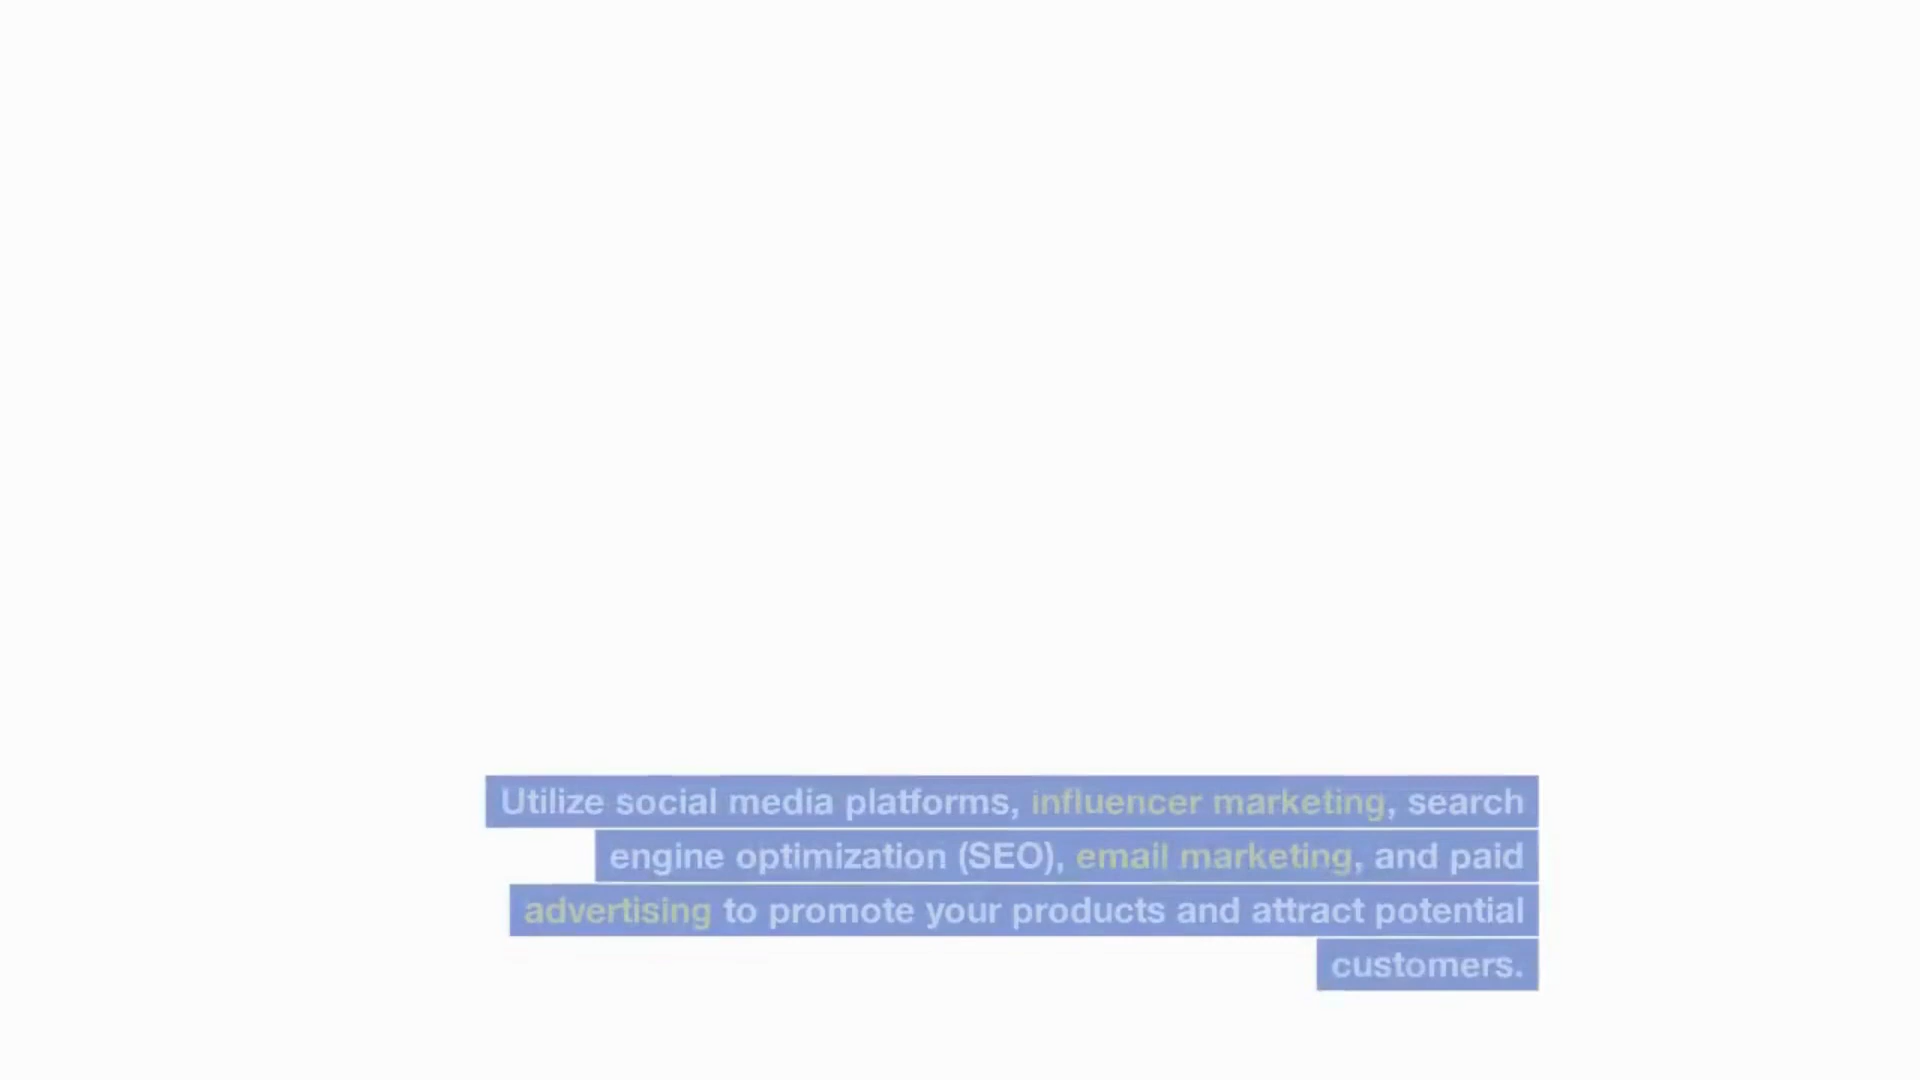 Utilize social media platforms, influencer marketing, search
engine optimization (SEO), email marketing, and paid
advertising to promote your products and attract potential
customers.